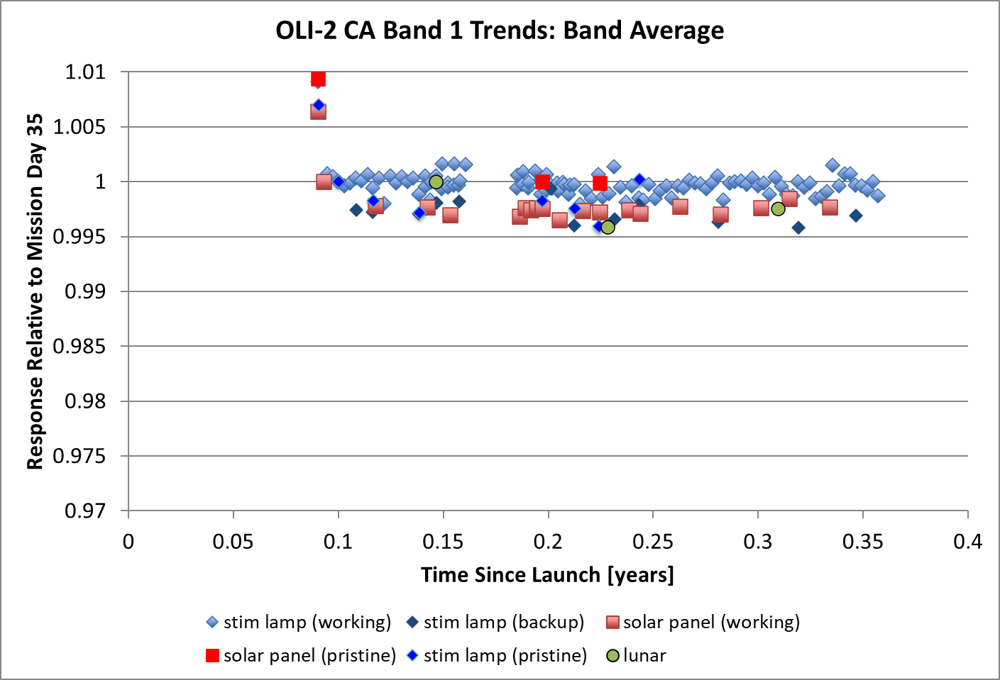 OLI-2 CA Band 1 Trends: Band Average
Response Relative to Mission Day 35
1.01
1.005
1
0.995
0.99
0.985
0.98
0.975
0.97
0 0.05 0.1 0.15 0.2 0.25 0.3 0.35 0.4
Time Since Launch [years]
stim lamp (working) stim lamp (backup) solar panel (working)
solar panel (pristine) stim lamp (pristine) lunar